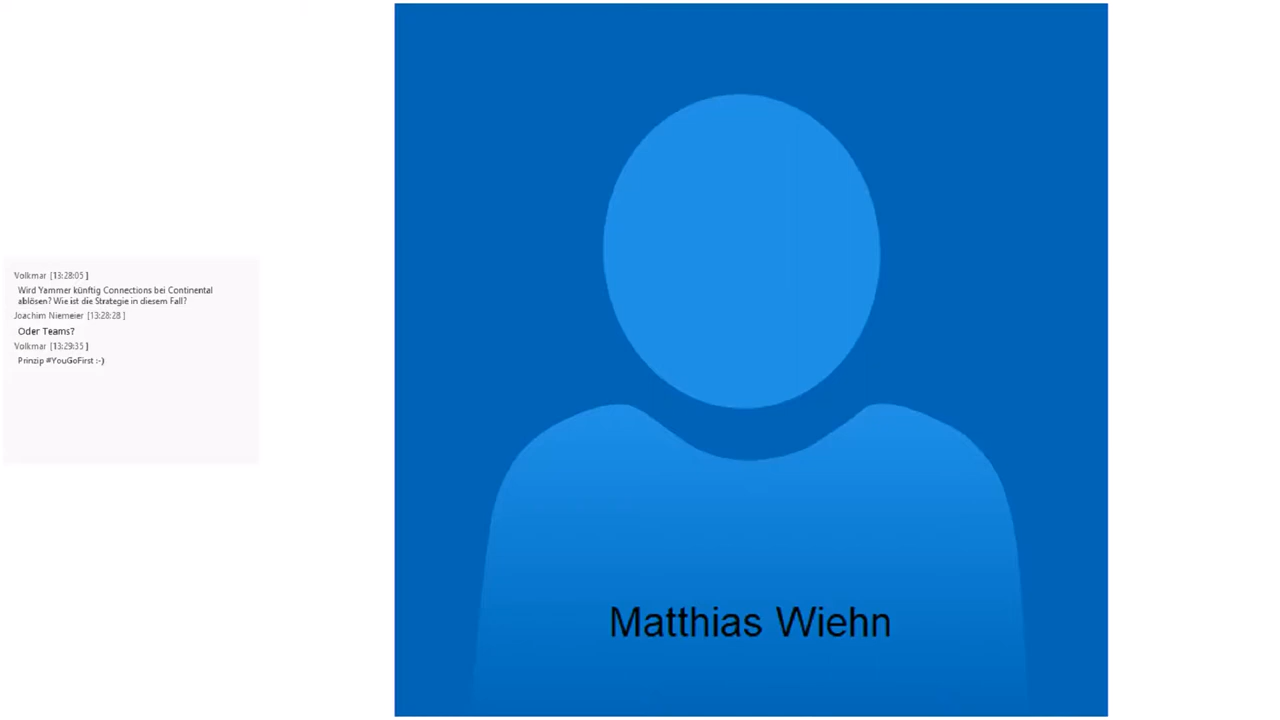 Volkmar [13:28:05 ]
Wird Yammer künftig Connections bei Continental
ablösen? Wie ist die Strategie in diesem Fall?
Joachim Niemeier [13:28:28 ]
Oder Teams?
Volkmar [13:29:35 ]
Prinzip #YouGoFirst :-)
Matthias Wiehn